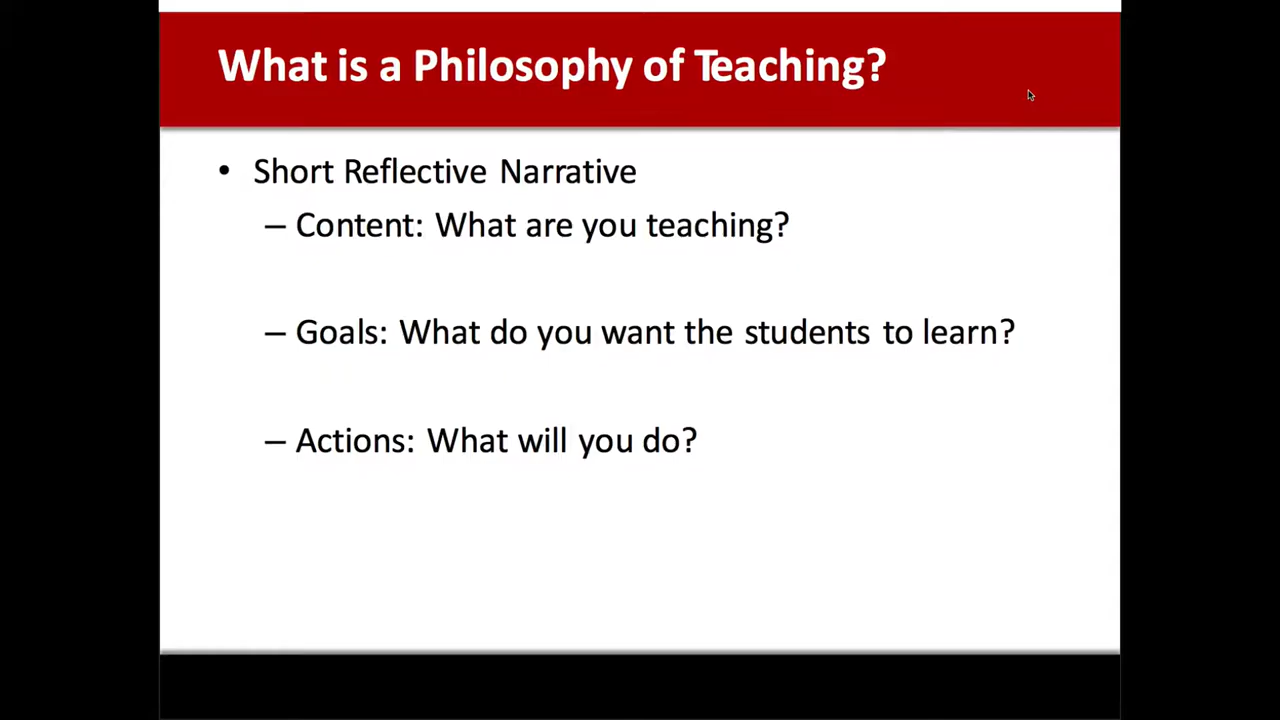 What is a Philosophy of Teaching?
• Short Reflective Narrative
– Content: What are you teaching?
– Goals: What do you want the students to learn?
– Actions: What will you do?